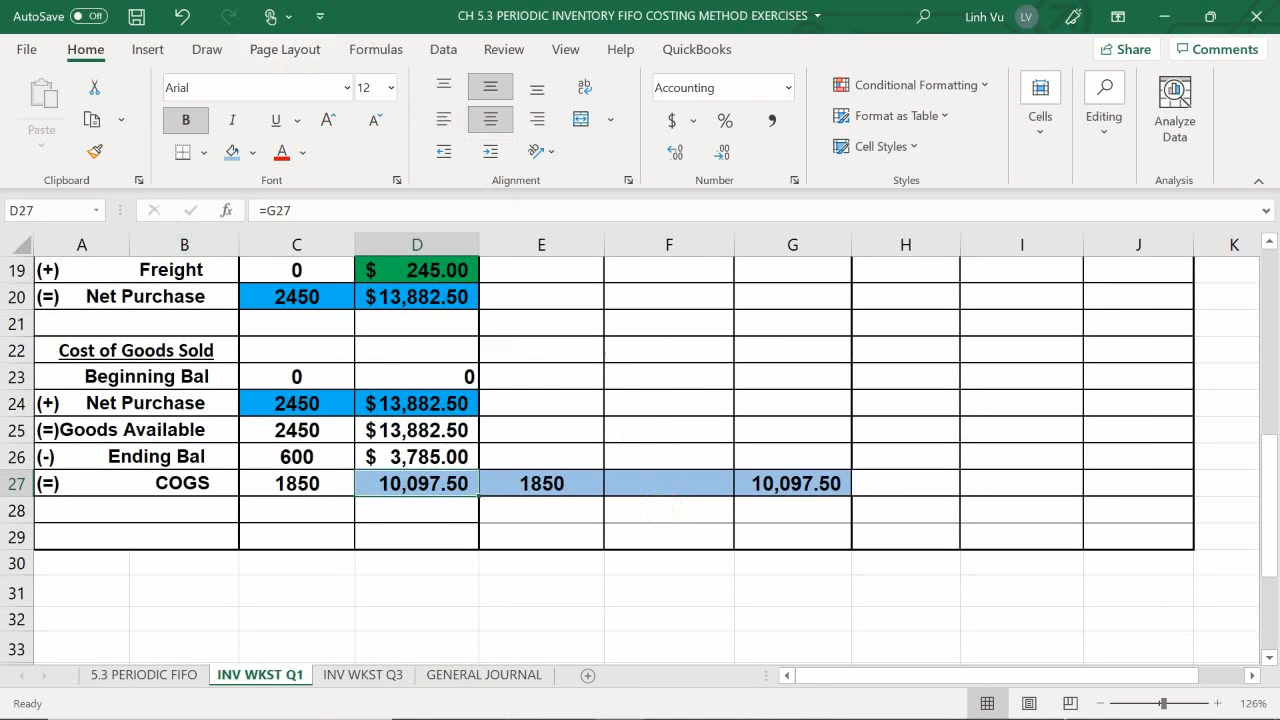 AutoSave Off CH 5.3 PERIODIC INVENTORY FIFO COSTING METHOD EXERCISES Linh Vu LV
File Home Insert Draw Page Layout Formulas Data Review View Help QuickBooks Share Comments
Paste
Arial 12
B I U A A
A
ab
Accounting
$ % 9
.00 .0
Conditional Formatting
Format as Table
Cell Styles
Cells
Editing
Analyze
Data
Clipboard Font Alignment Number Styles Analysis
D27 fx =G27
A B C D E F G H I J K
19 (+) Freight 0 $ 245.00
20 (=) Net Purchase 2450 $13,882.50
21
22 Cost of Goods Sold
23 Beginning Bal 0 0
24 (+) Net Purchase 2450 $13,882.50
25 (=)Goods Available 2450 $13,882.50
26 (-) Ending Bal 600 $ 3,785.00
27 (=) COGS 1850 10,097.50 1850 10,097.50
28
29
30
31
32
33
5.3 PERIODIC FIFO INV WKST Q1 INV WKST Q3 GENERAL JOURNAL
Ready 126%